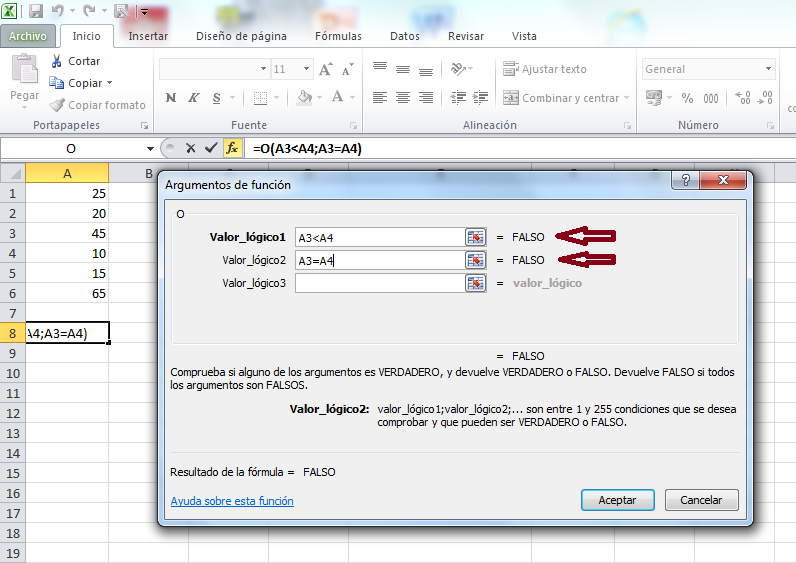 Archivo Inicio Insertar Diseño de página Fórmulas Datos Revisar Vista
Cortar
Copiar
Copiar formato
Pegar
Portapapeles
11 A A
N K S A
Fuente
Ajustar texto
Combinar y centrar
Alineación
General
% 000
Número
O fx =O(A3<A4;A3=A4)
A B
1 25
2 20
3 45
4 10
5 15
6 65
7
8 A4;A3=A4)
9
10
11
12
13
14
15
16
17
18
19
Argumentos de función
O
Valor_lógico1 A3<A4 = FALSO
Valor_lógico2 A3=A4 = FALSO
Valor_lógico3 = valor_lógico
= FALSO
Comprueba si alguno de los argumentos es VERDADERO, y devuelve VERDADERO o FALSO. Devuelve FALSO si todos
los argumentos son FALSOS.
Valor_lógico2: valor_lógico1;valor_lógico2;... son entre 1 y 255 condiciones que se desea
comprobar y que pueden ser VERDADERO o FALSO.
Resultado de la fórmula = FALSO
Ayuda sobre esta función
Aceptar Cancelar